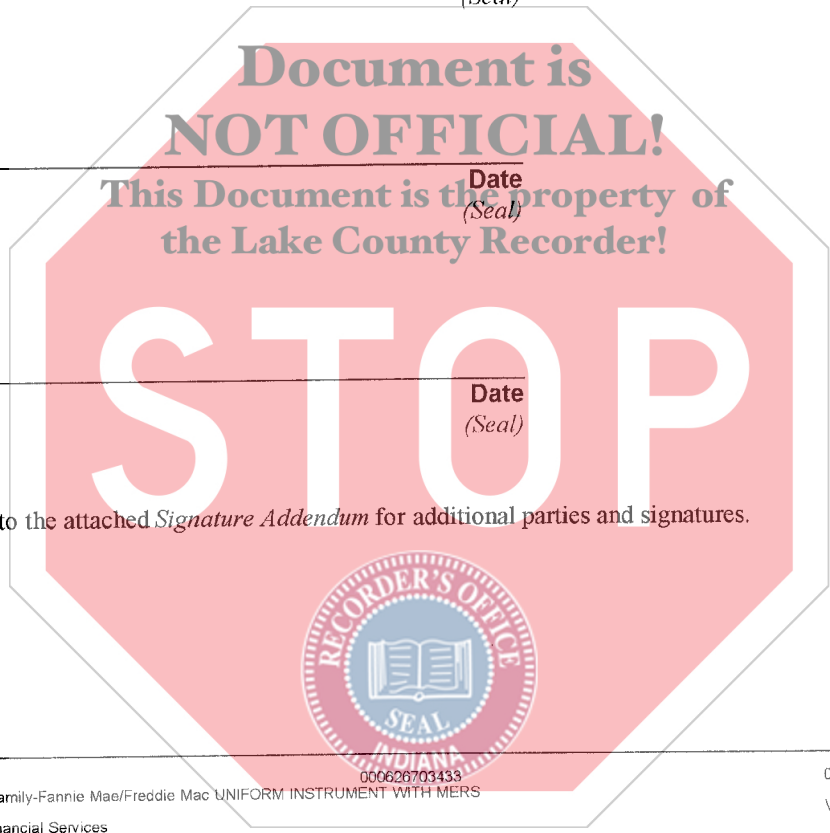 (Seal)
Document is
NOT OFFICIAL!
Date
This Document is the property of
(Seal)
the Lake County Recorder!
STOP
Date
(Seal)
to the attached Signature Addendum for additional parties and signatures.
RECORDER'S OFFICE
SEAL
INDIANA
000626703433
amily-Fannie Mae/Freddie Mac UNIFORM INSTRUMENT WITH MERS
nancial Services